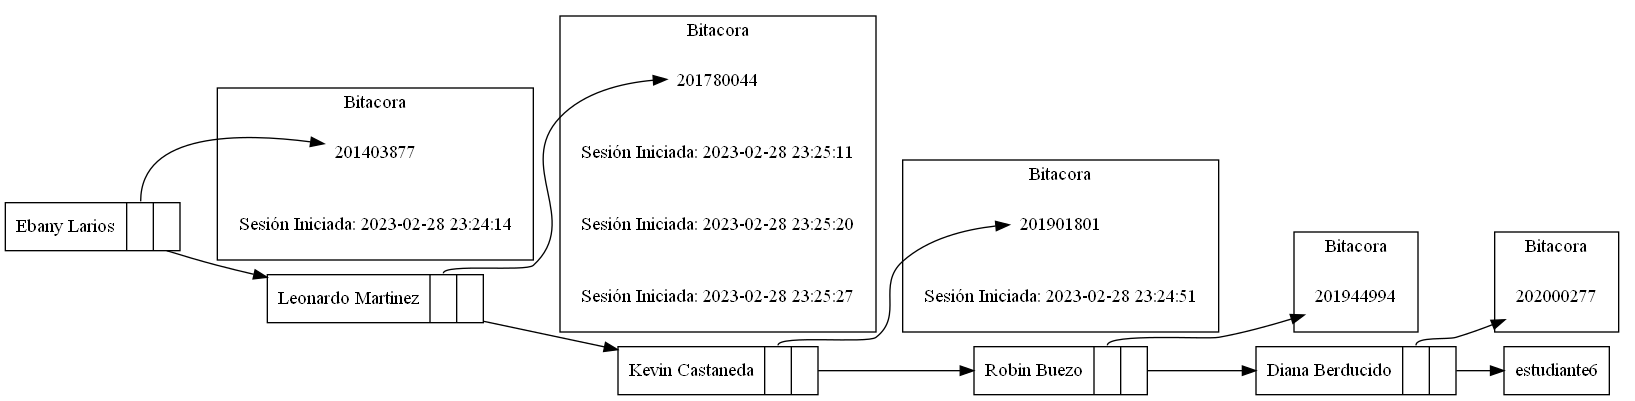 Ebany Larios
Bitacora
201403877
Sesión Iniciada: 2023-02-28 23:24:14
Leonardo Martinez
Bitacora
201780044
Sesión Iniciada: 2023-02-28 23:25:11
Sesión Iniciada: 2023-02-28 23:25:20
Sesión Iniciada: 2023-02-28 23:25:27
Kevin Castaneda
Bitacora
201901801
Sesión Iniciada: 2023-02-28 23:24:51
Robin Buezo
Bitacora
201944994
Diana Berducido
Bitacora
202000277
estudiante6